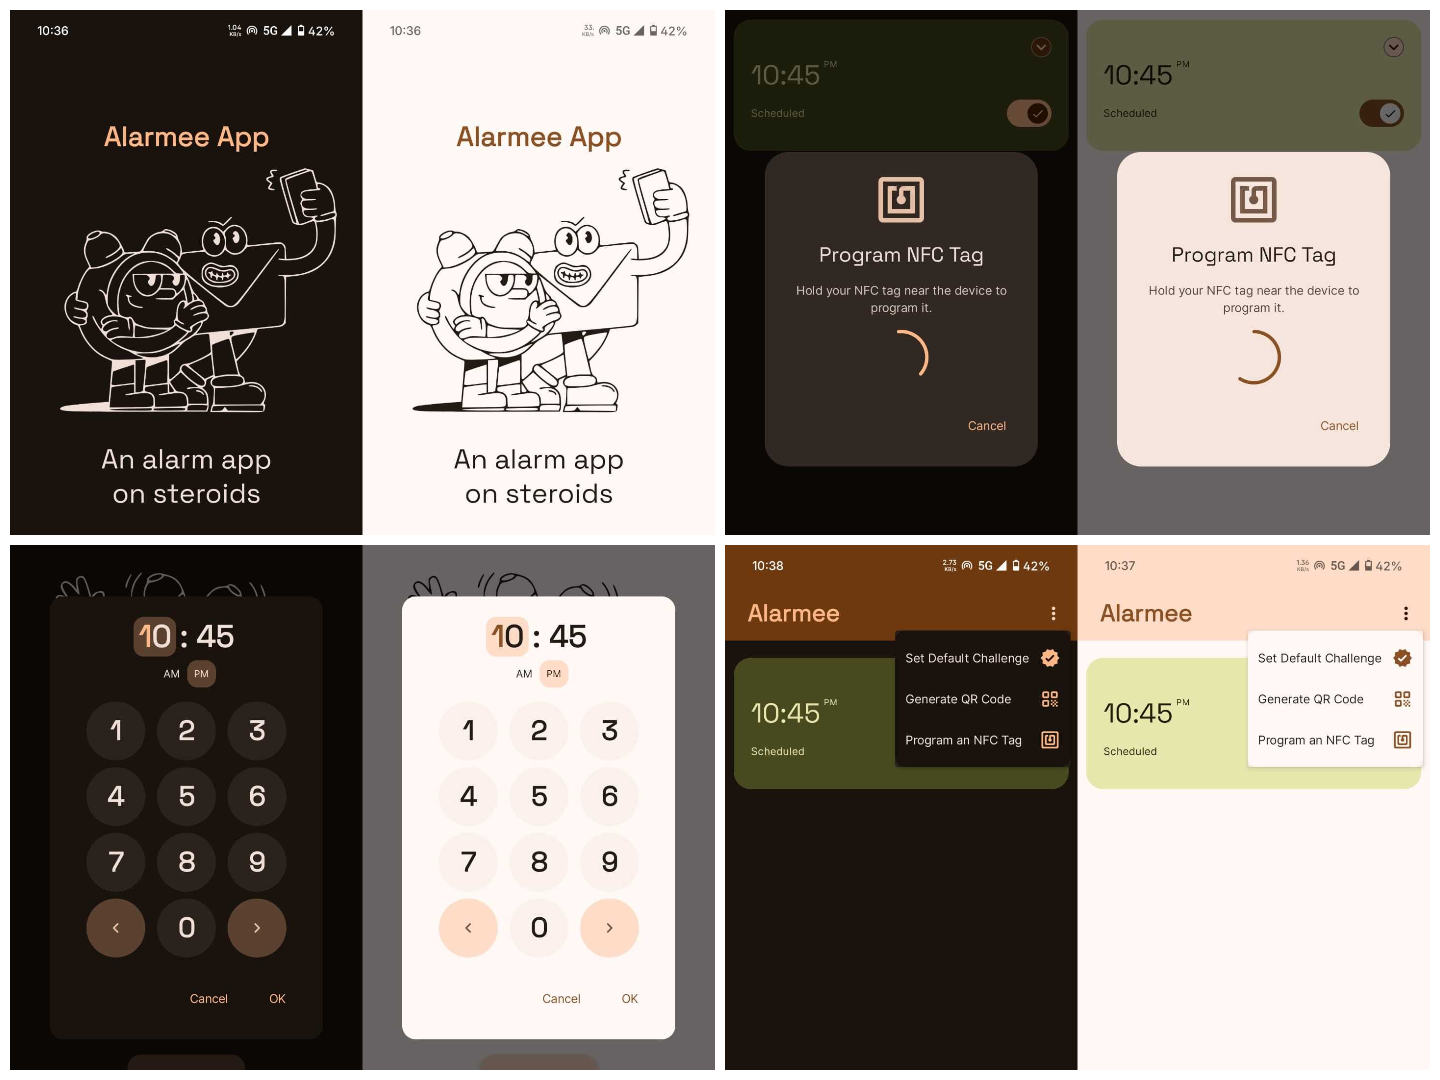 10:36
1.04
KB/s
5G
42%
Alarmee App
An alarm app
on steroids
10:36
33.
KB/s
5G
42%
Alarmee App
An alarm app
on steroids
10:45 PM
Scheduled
Program NFC Tag
Hold your NFC tag near the device to
program it.
Cancel
10:45 PM
Scheduled
Program NFC Tag
Hold your NFC tag near the device to
program it.
Cancel
10 : 45
AM PM
1 2 3
4 5 6
7 8 9
< 0 >
Cancel OK
10 : 45
AM PM
1 2 3
4 5 6
7 8 9
< 0 >
Cancel OK
10:38
2.73
KB/s
5G
42%
Alarmee
Set Default Challenge
Generate QR Code
Program an NFC Tag
10:45 PM
Scheduled
10:37
1.36
KB/s
5G
42%
Alarmee
Set Default Challenge
Generate QR Code
Program an NFC Tag
10:45 PM
Scheduled